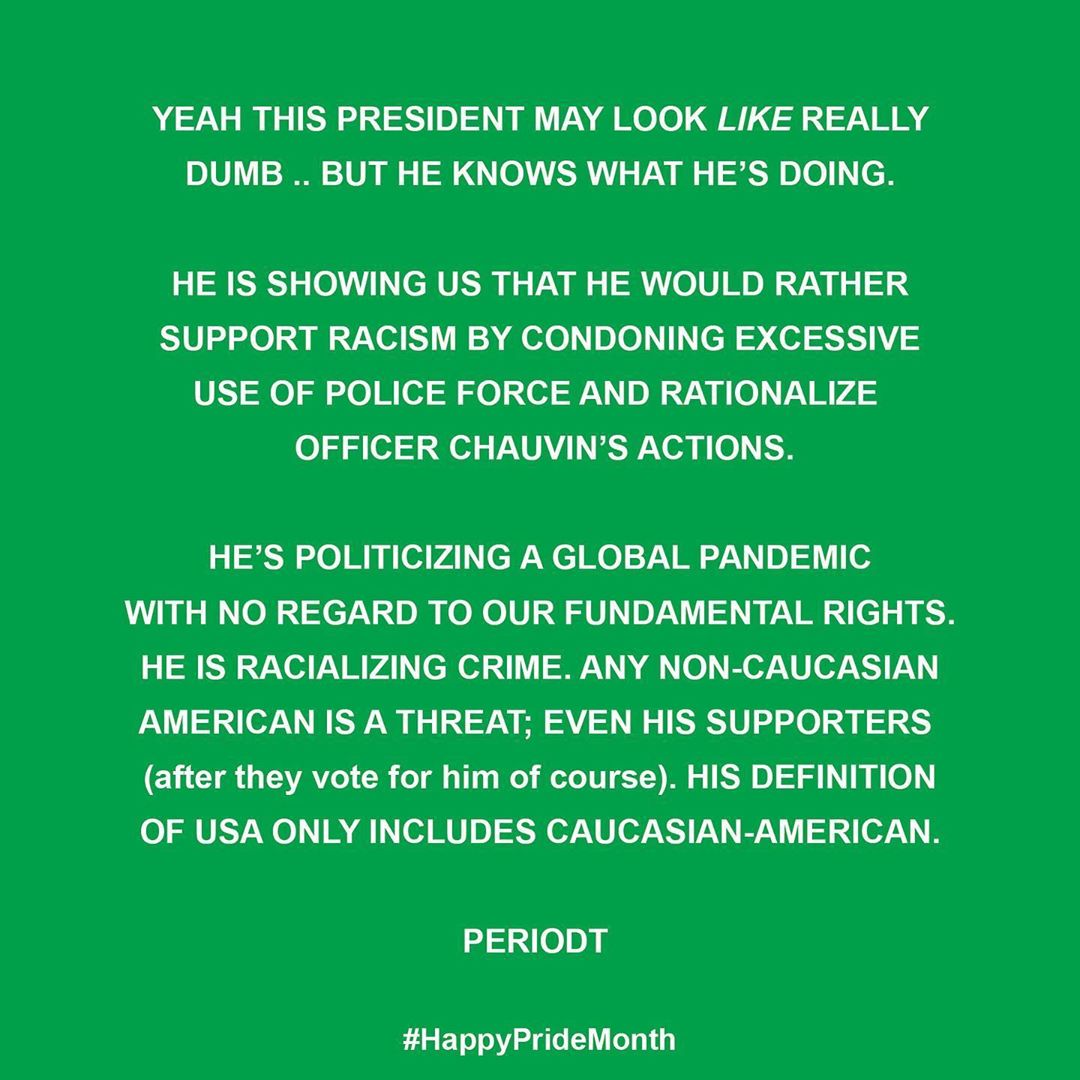 YEAH THIS PRESIDENT MAY LOOK LIKE REALLY
DUMB .. BUT HE KNOWS WHAT HE’S DOING.
HE IS SHOWING US THAT HE WOULD RATHER
SUPPORT RACISM BY CONDONING EXCESSIVE
USE OF POLICE FORCE AND RATIONALIZE
OFFICER CHAUVIN’S ACTIONS.
HE’S POLITICIZING A GLOBAL PANDEMIC
WITH NO REGARD TO OUR FUNDAMENTAL RIGHTS.
HE IS RACIALIZING CRIME. ANY NON-CAUCASIAN
AMERICAN IS A THREAT; EVEN HIS SUPPORTERS
(after they vote for him of course). HIS DEFINITION
OF USA ONLY INCLUDES CAUCASIAN-AMERICAN.
PERIODT
#HappyPrideMonth